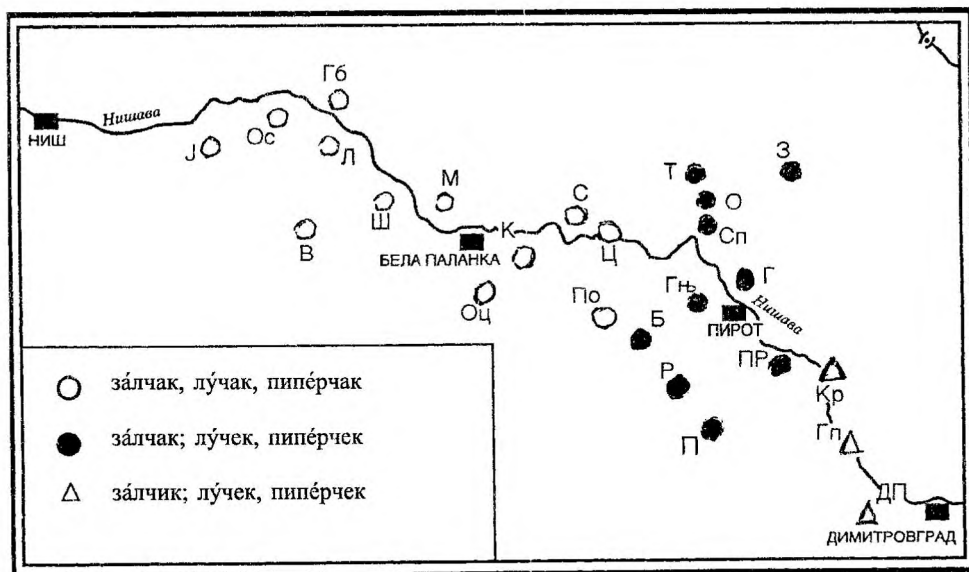 Гб
Нишава
НИШ
Ј
Ос
Л
Т
З
М
С
О
Ш
К
Сп
В
БЕЛА ПАЛАНКА
Ц
Г
Оц
По
Гњ
Нишава
Б
ПИРОТ
Р
ПР
Кр
П
Гп
ДП
ДИМИТРОВГРАД
за́лчак, лу́чак, пипе́рчак
за́лчак; лу́чек, пипе́рчек
за́лчик; лу́чек, пипе́рчек